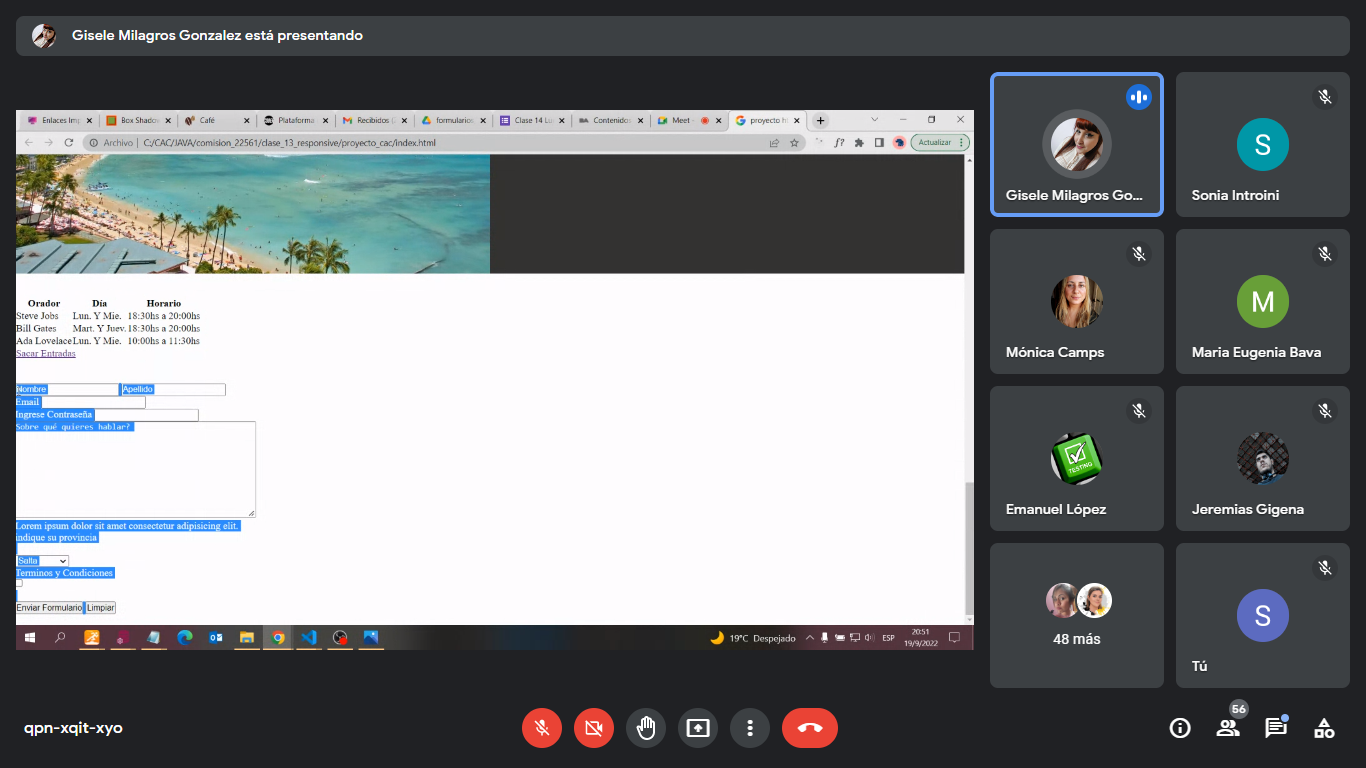 Gisele Milagros Gonzalez está presentando
Enlaces Imp
Box Shado
Café
Plataforma
Recibidos (
formularios
Clase 14 Lu
Contenidos
Meet -
proyecto h
Archivo | C:/CAC/JAVA/comision_22561/clase_13_responsive/proyecto_cac/index.html
Actualizar
Orador Día Horario
Steve Jobs Lun. Y Mie. 18:30hs a 20:00hs
Bill Gates Mart. Y Juev. 18:30hs a 20:00hs
Ada Lovelace Lun. Y Mie. 10:00hs a 11:30hs
Sacar Entradas
Nombre Apellido
Email
Ingrese Contraseña
Sobre qué quieres hablar?
Lorem ipsum dolor sit amet consectetur adipisicing elit.
indique su provincia
Salta
Terminos y Condiciones
Enviar Formulario Limpiar
19°C Despejado
ESP
20:51
19/9/2022
Gisele Milagros Go...
S
Sonia Introini
Mónica Camps
M
Maria Eugenia Bava
TESTING
Emanuel López
Jeremias Gigena
48 más
S
Tú
qpn-xqit-xyo
56